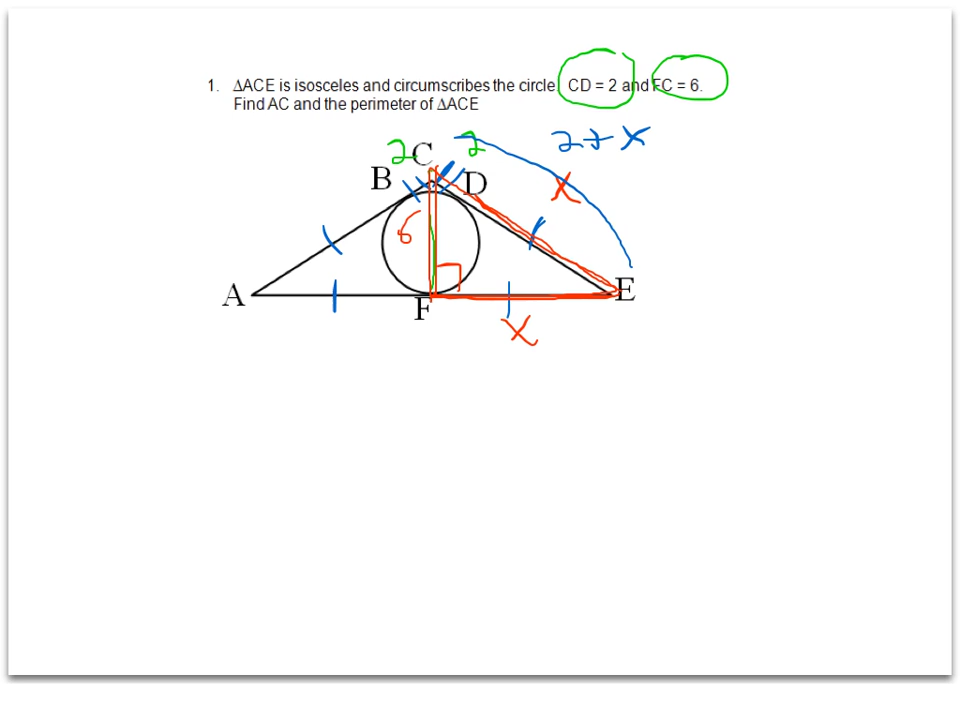 1. ΔACE is isosceles and circumscribes the circle. CD = 2 and FC = 6.
Find AC and the perimeter of ΔACE
2 + x
2 C 2
B D x
6
A E
F
x